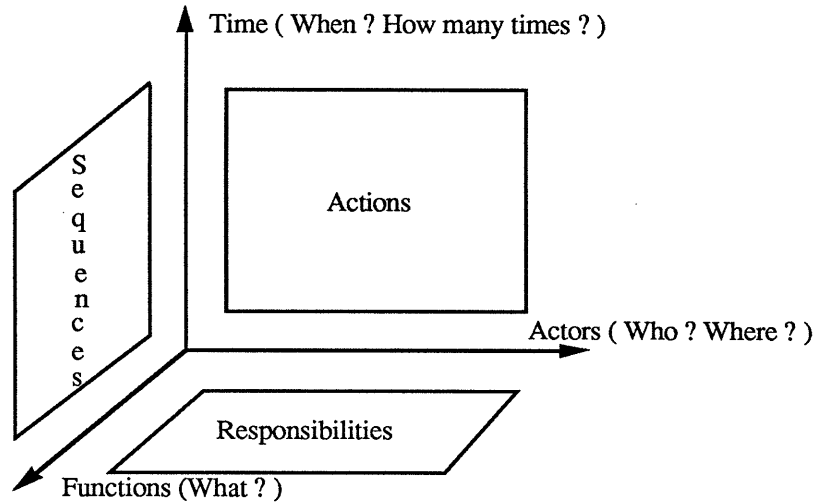 Time ( When ? How many times ? )
Sequences
Actions
Actors ( Who ? Where ? )
Responsibilities
Functions (What ? )